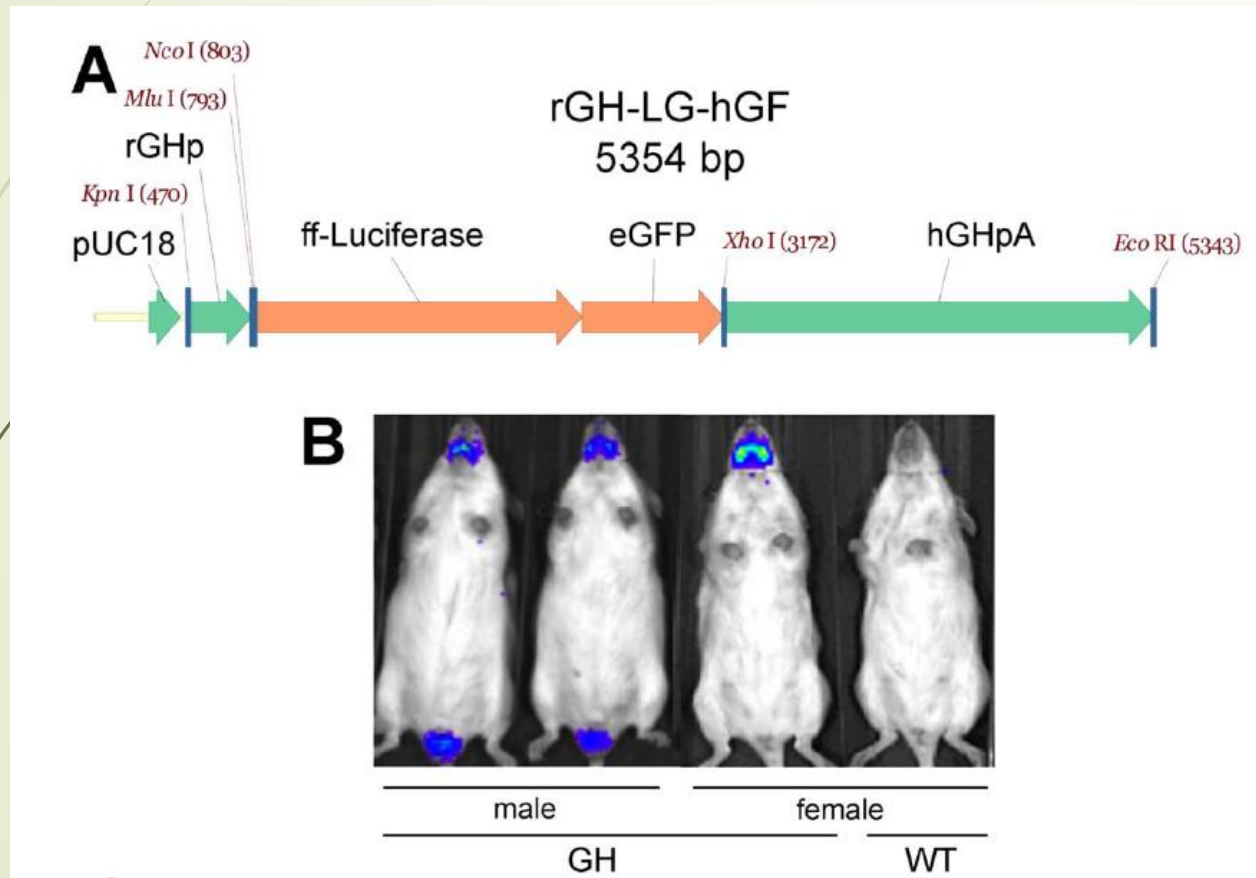 A
NcoI (803)
MluI (793)
rGHp
KpnI (470)
pUC18
rGH-LG-hGF
5354 bp
ff-Luciferase
eGFP
XhoI (3172)
hGHpA
EcoRI (5343)
B
male
female
GH
WT